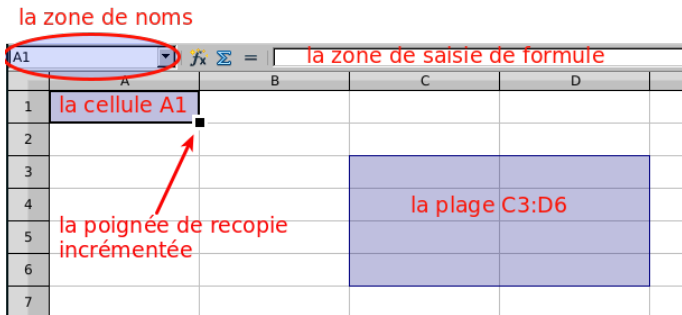 la zone de noms
A1 fx Σ = la zone de saisie de formule
A B C D
1 la cellule A1
2
3
4 la plage C3:D6
5 la poignée de recopie
incrémentée
6
7